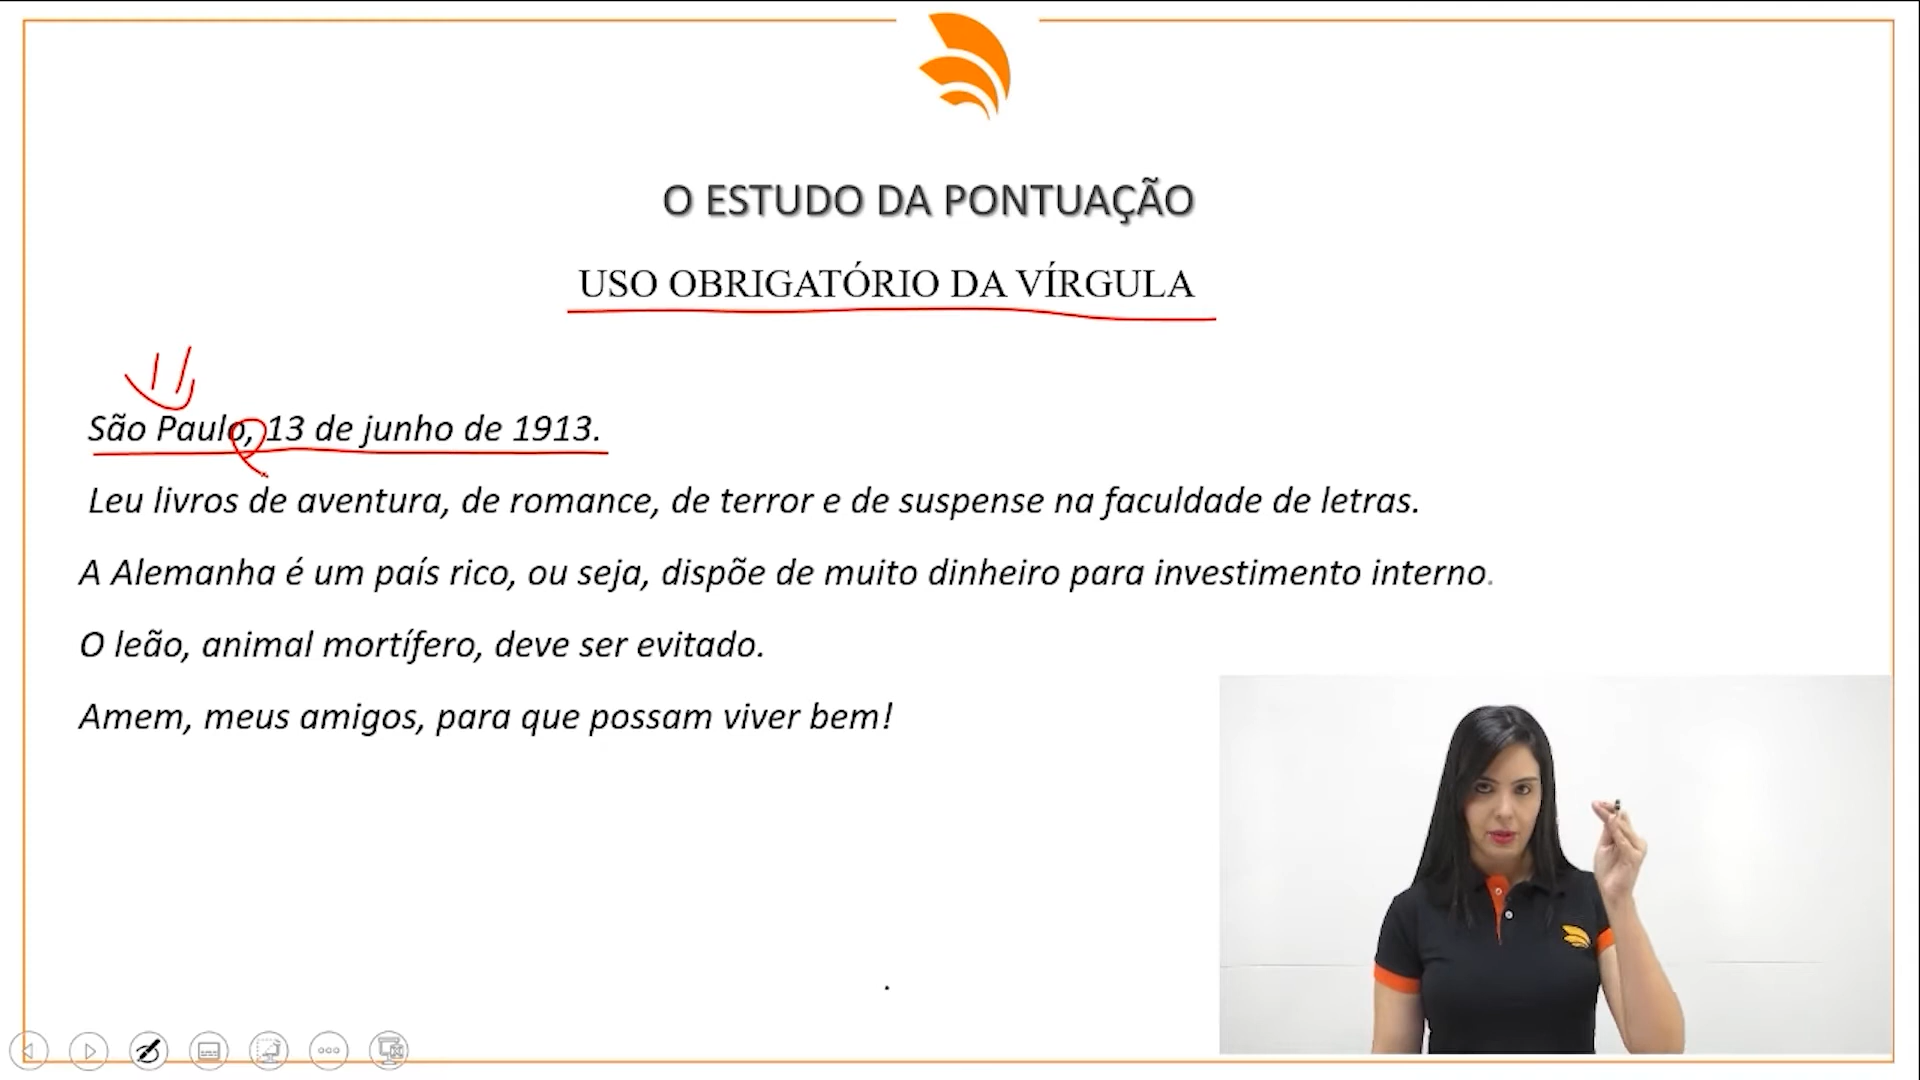 O ESTUDO DA PONTUAÇÃO
USO OBRIGATÓRIO DA VÍRGULA
São Paulo, 13 de junho de 1913.
Leu livros de aventura, de romance, de terror e de suspense na faculdade de letras.
A Alemanha é um país rico, ou seja, dispõe de muito dinheiro para investimento interno.
O leão, animal mortífero, deve ser evitado.
Amem, meus amigos, para que possam viver bem!
.